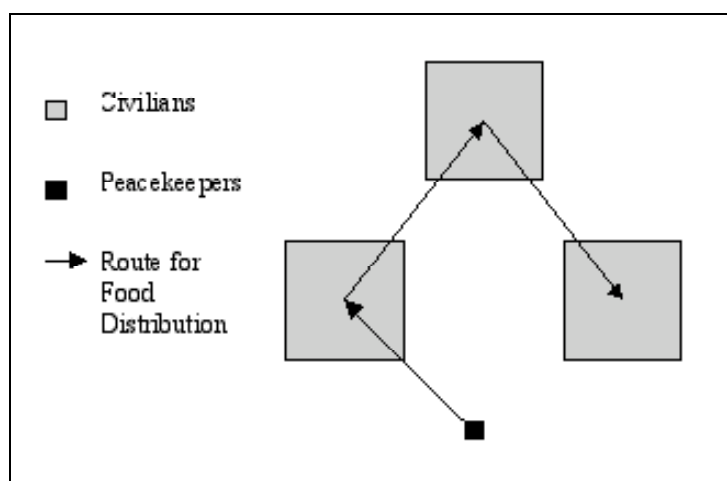 Civilians
Peacekeepers
Route for
Food
Distribution